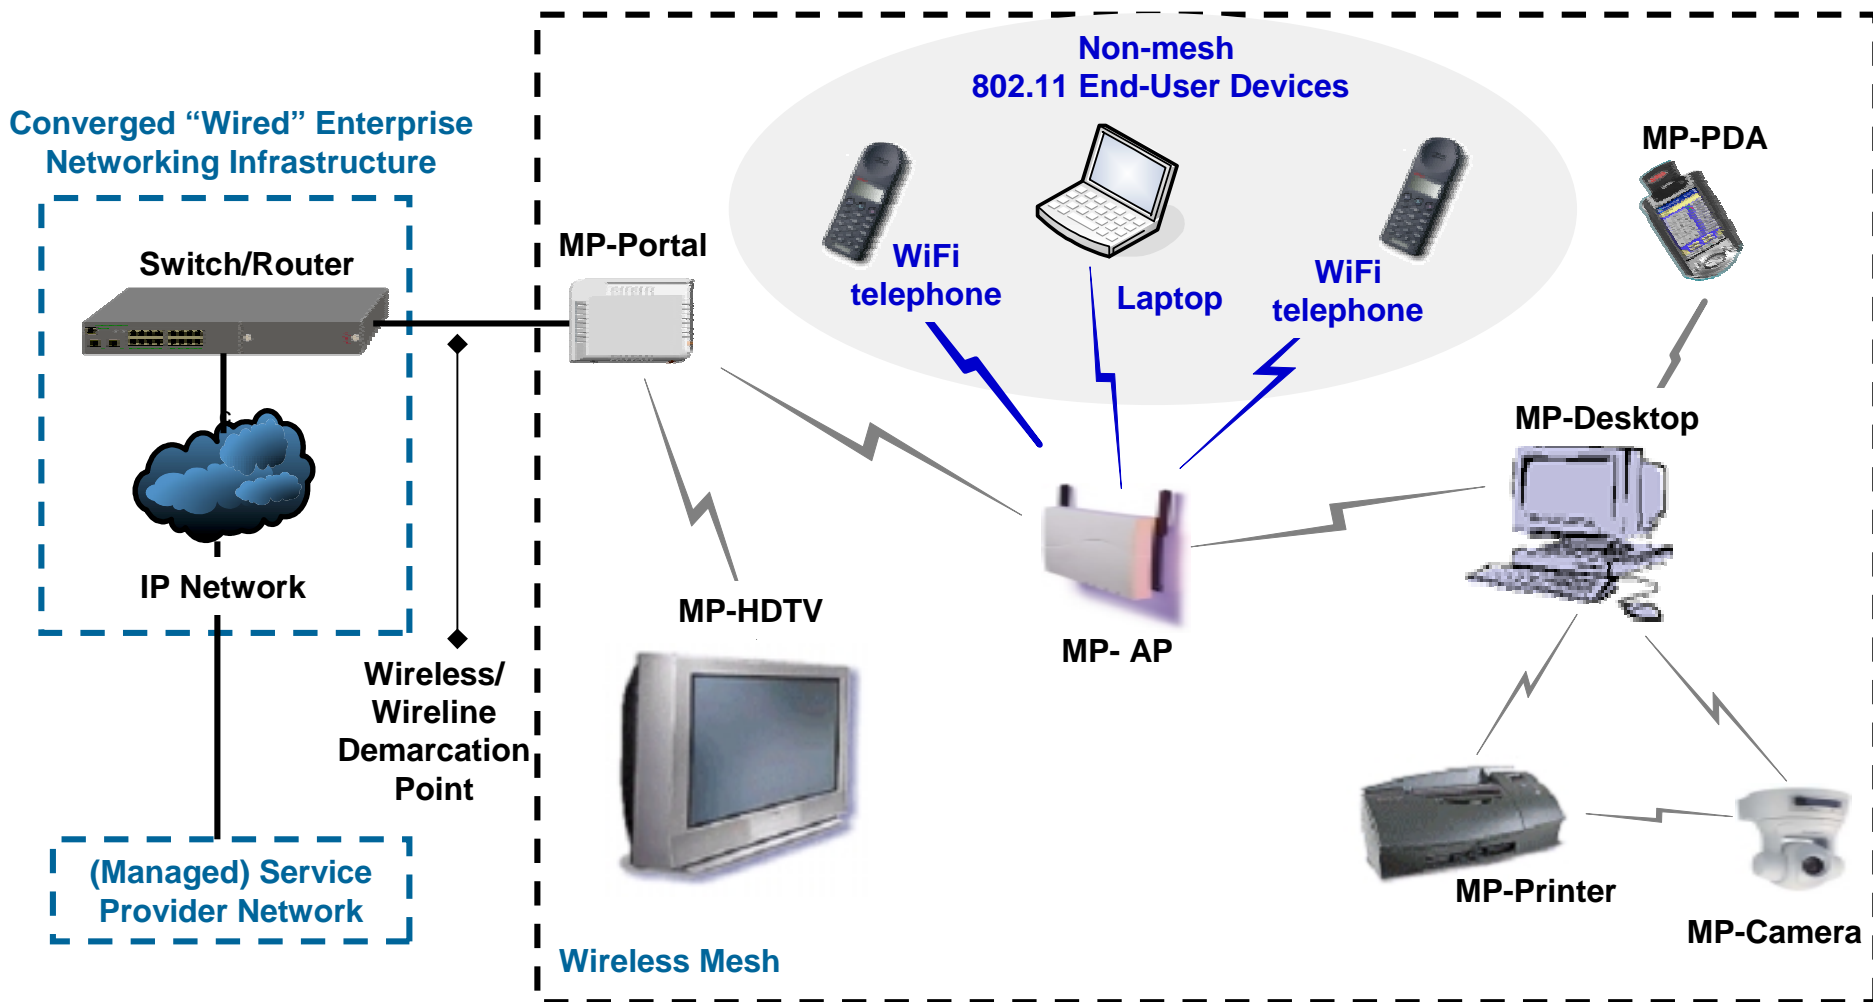 Non-mesh
802.11 End-User Devices
Converged “Wired” Enterprise
Networking Infrastructure
MP-PDA
Switch/Router
MP-Portal
WiFi
telephone
Laptop
WiFi
telephone
MP-Desktop
IP Network
MP-HDTV
MP- AP
Wireless/
Wireline
Demarcation
Point
(Managed) Service
Provider Network
MP-Printer
MP-Camera
Wireless Mesh